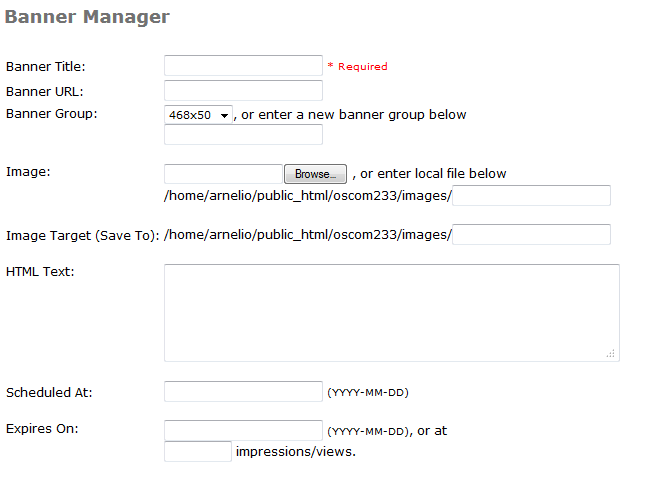 Banner Manager
Banner Title: * Required
Banner URL:
Banner Group: 468x50 , or enter a new banner group below
Image: Browse... , or enter local file below
/home/arnelio/public_html/oscom233/images/
Image Target (Save To): /home/arnelio/public_html/oscom233/images/
HTML Text:
Scheduled At: (YYYY-MM-DD)
Expires On: (YYYY-MM-DD), or at
impressions/views.